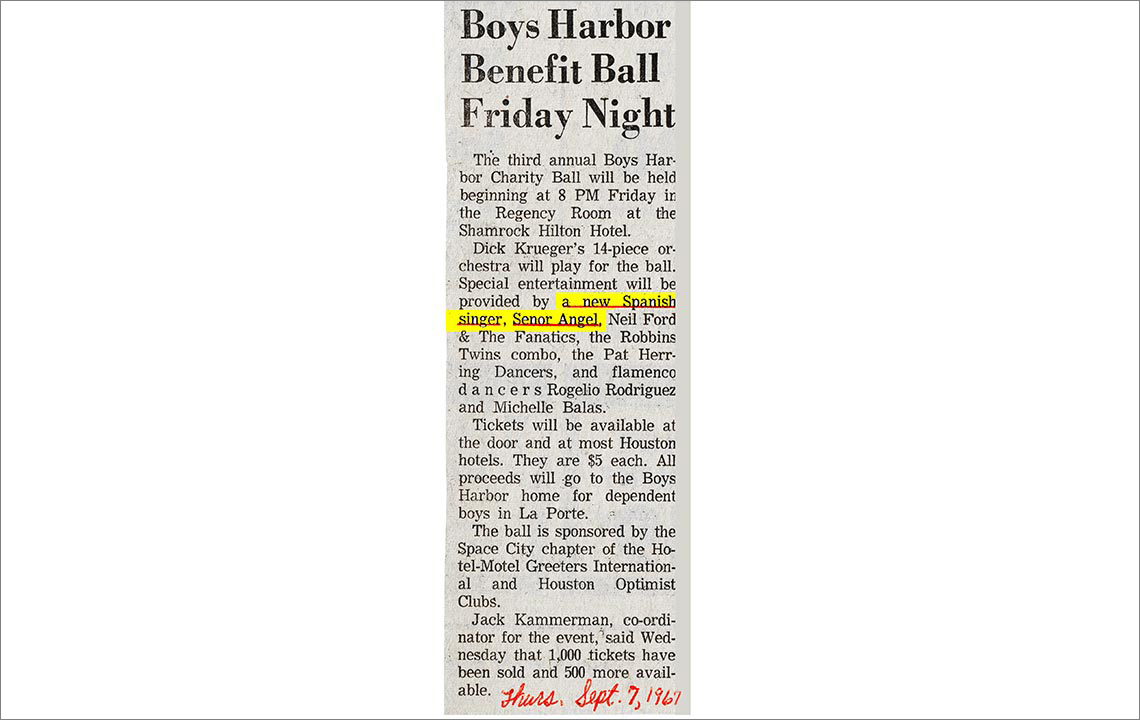 Boys Harbor
Benefit Ball
Friday Night
The third annual Boys Har-
bor Charity Ball will be held
beginning at 8 PM Friday in
the Regency Room at the
Shamrock Hilton Hotel.
Dick Krueger's 14-piece or-
chestra will play for the ball.
Special entertainment will be
provided by a new Spanish
singer, Senor Angel, Neil Ford
& The Fanatics, the Robbins
Twins combo, the Pat Herr-
ing Dancers, and flamenco
dancers Rogelio Rodriguez
and Michelle Balas.
Tickets will be available at
the door and at most Houston
hotels. They are $5 each. All
proceeds will go to the Boys
Harbor home for dependent
boys in La Porte.
The ball is sponsored by the
Space City chapter of the Ho-
tel-Motel Greeters Internation-
al and Houston Optimist
Clubs.
Jack Kammerman, co-ordi-
nator for the event, said Wed-
nesday that 1,000 tickets have
been sold and 500 more avail-
able.
Thurs. Sept. 7, 1967